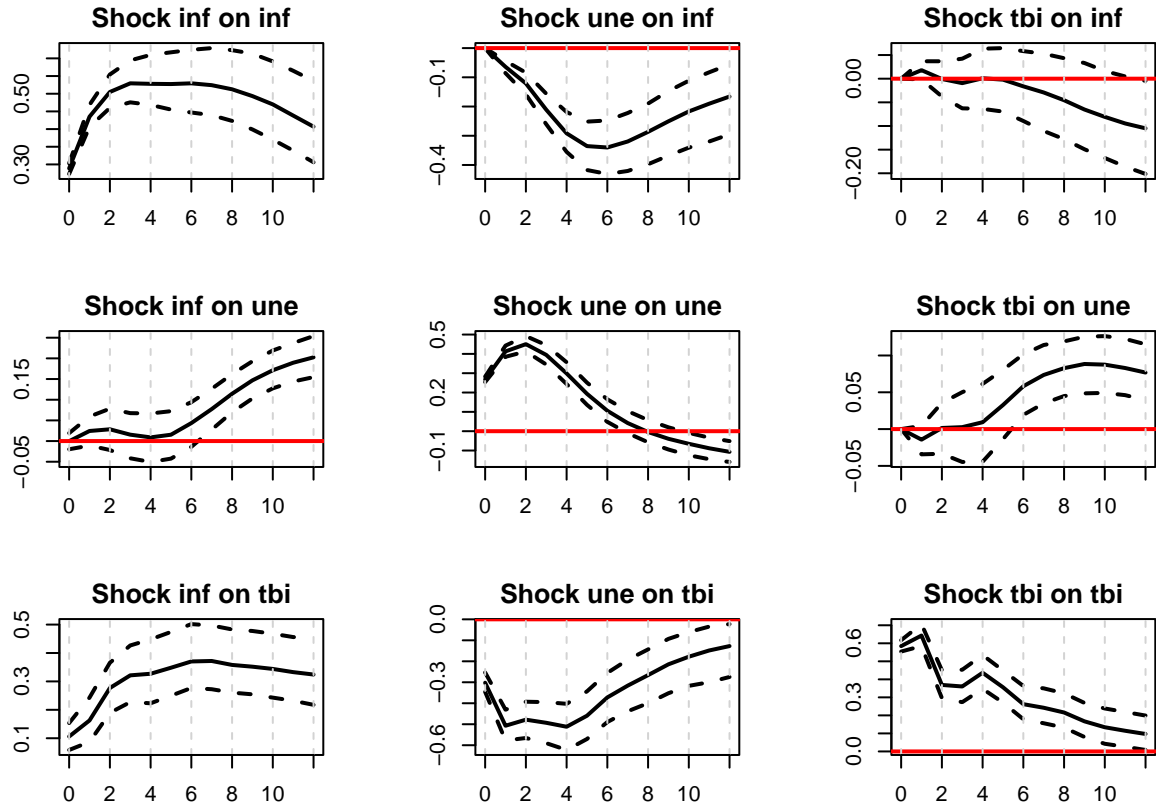 Shock inf on inf
Shock une on inf
Shock tbi on inf
0.30 0.50
0 2 4 6 8 10
−0.4 −0.1
0 2 4 6 8 10
−0.20 0.00
0 2 4 6 8 10
Shock inf on une
Shock une on une
Shock tbi on une
−0.05 0.15
0 2 4 6 8 10
−0.1 0.2 0.5
0 2 4 6 8 10
−0.05 0.05
0 2 4 6 8 10
Shock inf on tbi
Shock une on tbi
Shock tbi on tbi
0.1 0.3 0.5
0 2 4 6 8 10
−0.6 −0.3 0.0
0 2 4 6 8 10
0.0 0.3 0.6
0 2 4 6 8 10